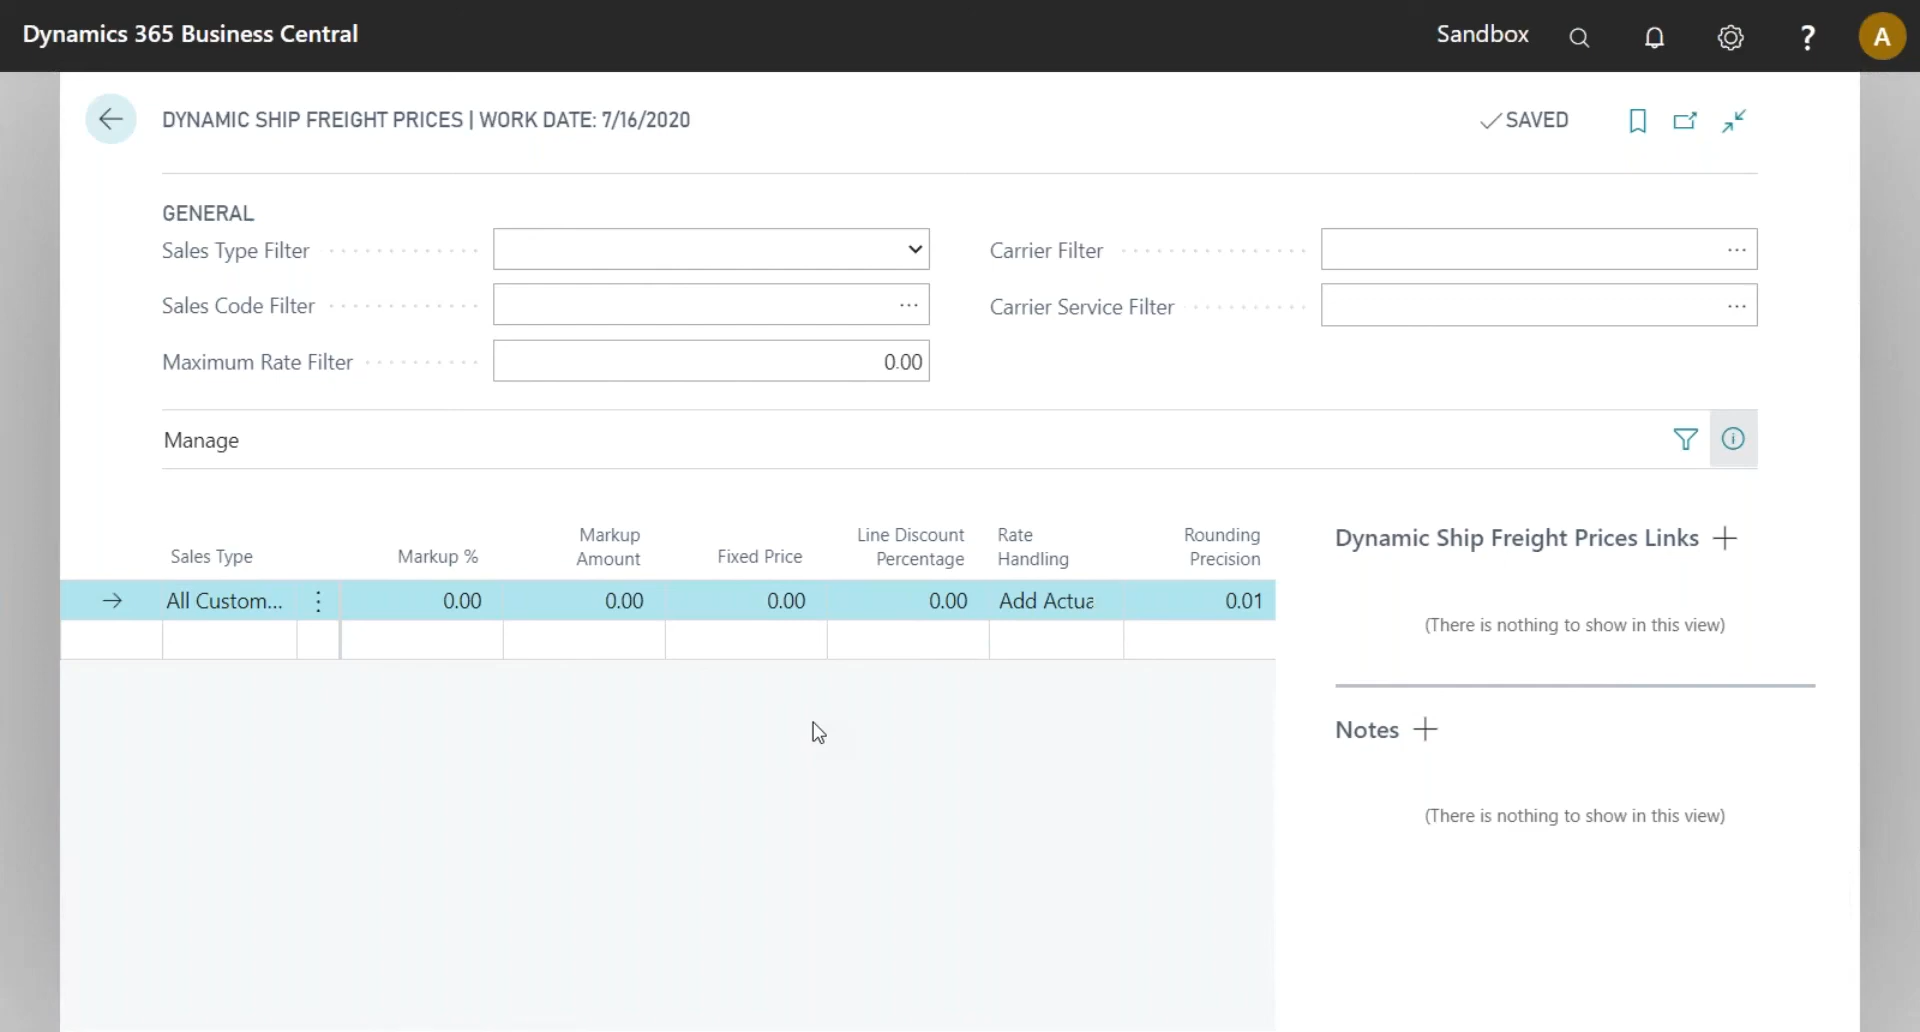 Dynamics 365 Business Central
Sandbox
?
A
DYNAMIC SHIP FREIGHT PRICES | WORK DATE: 7/16/2020
SAVED
GENERAL
Sales Type Filter
Carrier Filter
Sales Code Filter
Carrier Service Filter
Maximum Rate Filter
0.00
Manage
Sales Type
Markup %
Markup
Amount
Fixed Price
Line Discount
Percentage
Rate
Handling
Rounding
Precision
All Custom... 0.00 0.00 0.00 0.00 Add Actua 0.01
Dynamic Ship Freight Prices Links
(There is nothing to show in this view)
Notes
(There is nothing to show in this view)